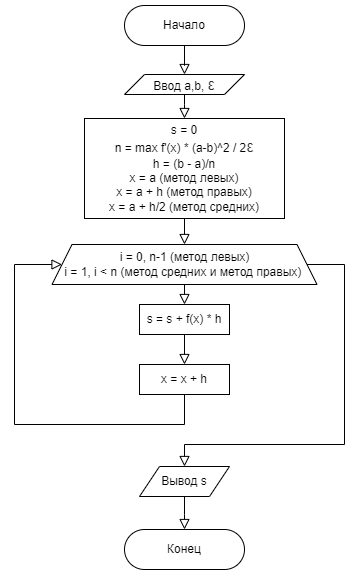 Начало
Ввод a,b, Ɛ
s = 0
n = max f'(x) * (a-b)^2 / 2Ɛ
h = (b - a)/n
x = a (метод левых)
x = a + h (метод правых)
x = a + h/2 (метод средних)
i = 0, n-1 (метод левых)
i = 1, i < n (метод средних и метод правых)
s = s + f(x) * h
x = x + h
Вывод s
Конец